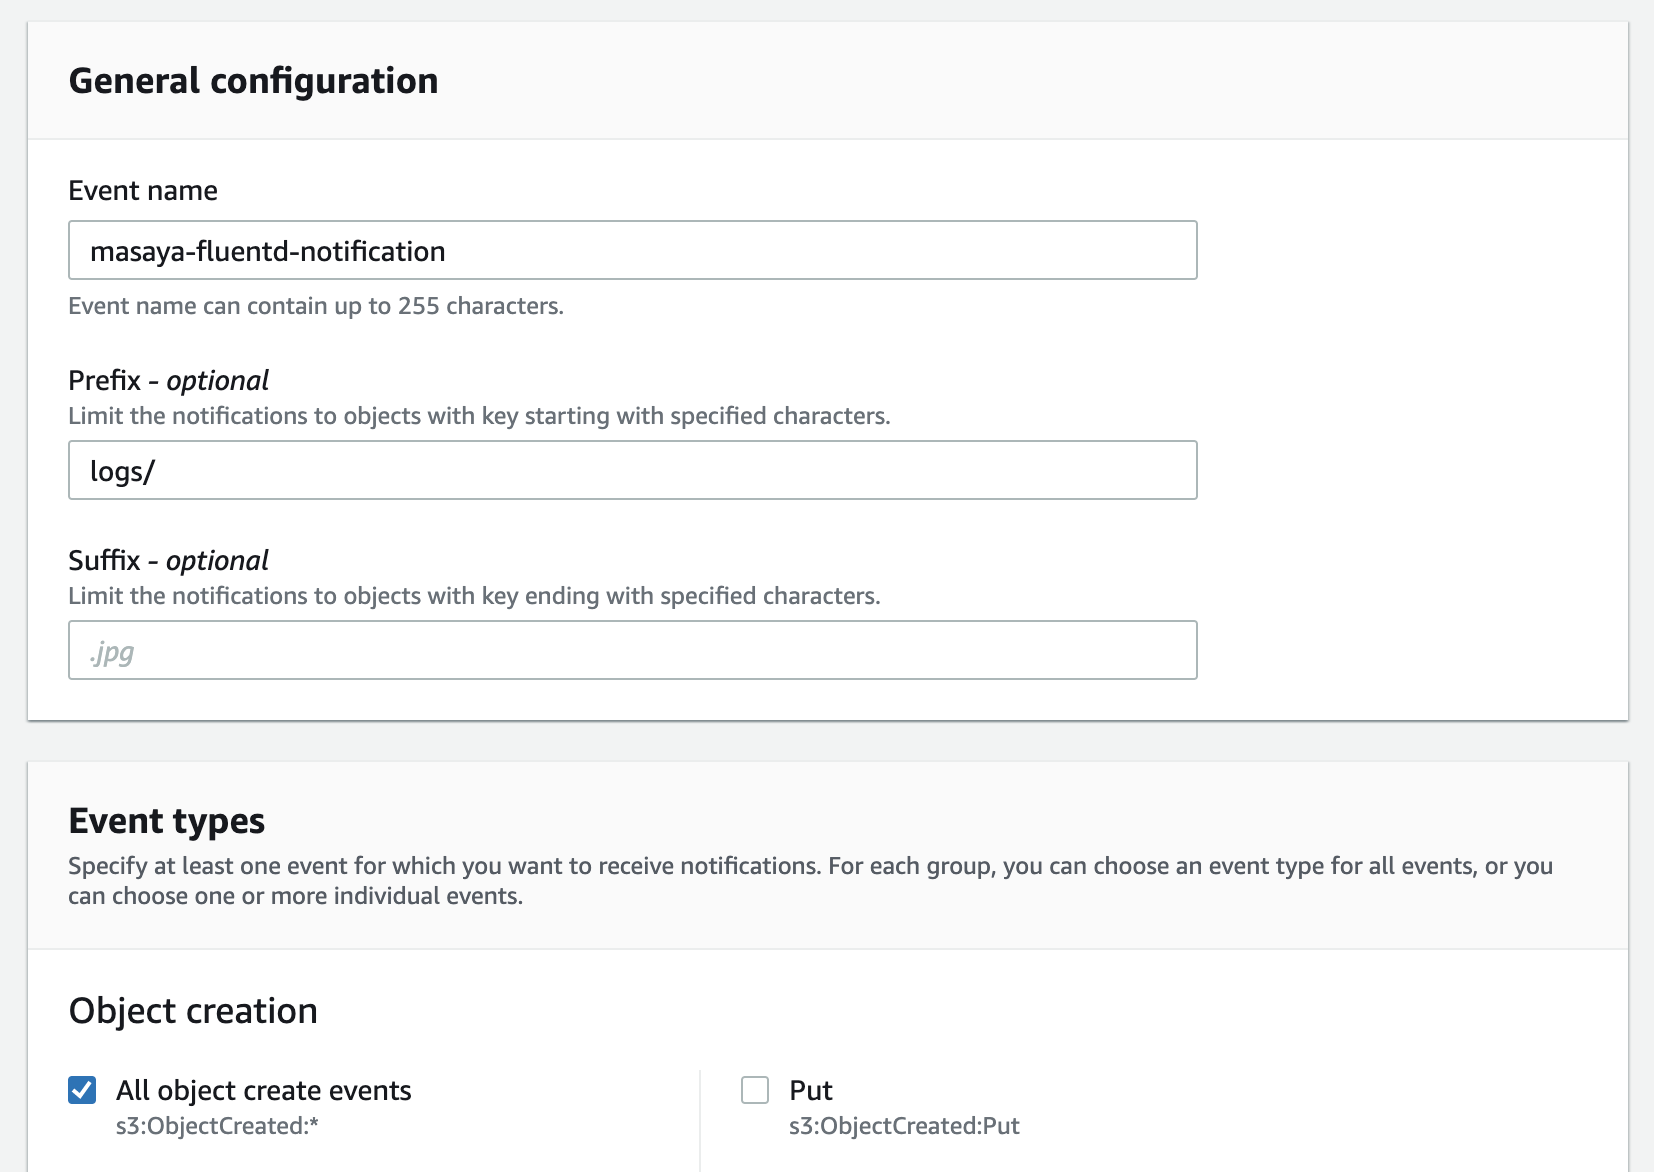 General configuration
Event name
masaya-fluentd-notification
Event name can contain up to 255 characters.
Prefix - optional
Limit the notifications to objects with key starting with specified characters.
logs/
Suffix - optional
Limit the notifications to objects with key ending with specified characters.
.jpg
Event types
Specify at least one event for which you want to receive notifications. For each group, you can choose an event type for all events, or you
can choose one or more individual events.
Object creation
All object create events
s3:ObjectCreated:*
Put
s3:ObjectCreated:Put